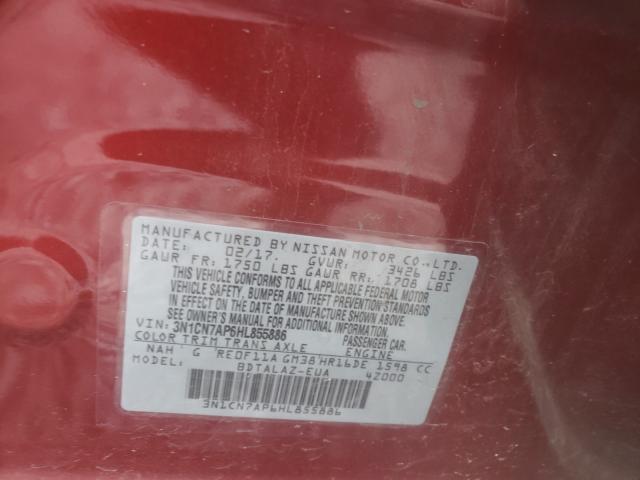 MANUFACTURED BY NISSAN MOTOR CO., LTD.
DATE: 02/17. GVWR: 3426 LBS
GAWR FR: 1750 LBS GAWR RR: 1708 LBS
THIS VEHICLE CONFORMS TO ALL APPLICABLE FEDERAL MOTOR
VEHICLE SAFETY, BUMPER AND THEFT PREVENTION STANDARDS
IN EFFECT ON THE DATE OF MANUFACTURE SHOWN ABOVE.
SEE OWNER'S MANUAL FOR ADDITIONAL INFORMATION
VIN: 3N1CN7AP6HL855886 PASSENGER CAR.
COLOR TRIM TRANS AXLE ENGINE
NAH G RE0F11A GM38 HR16DE 1598 CC
MODEL: BDTALAZ-EUA 4Z000
3N1CN7AP6HL855886